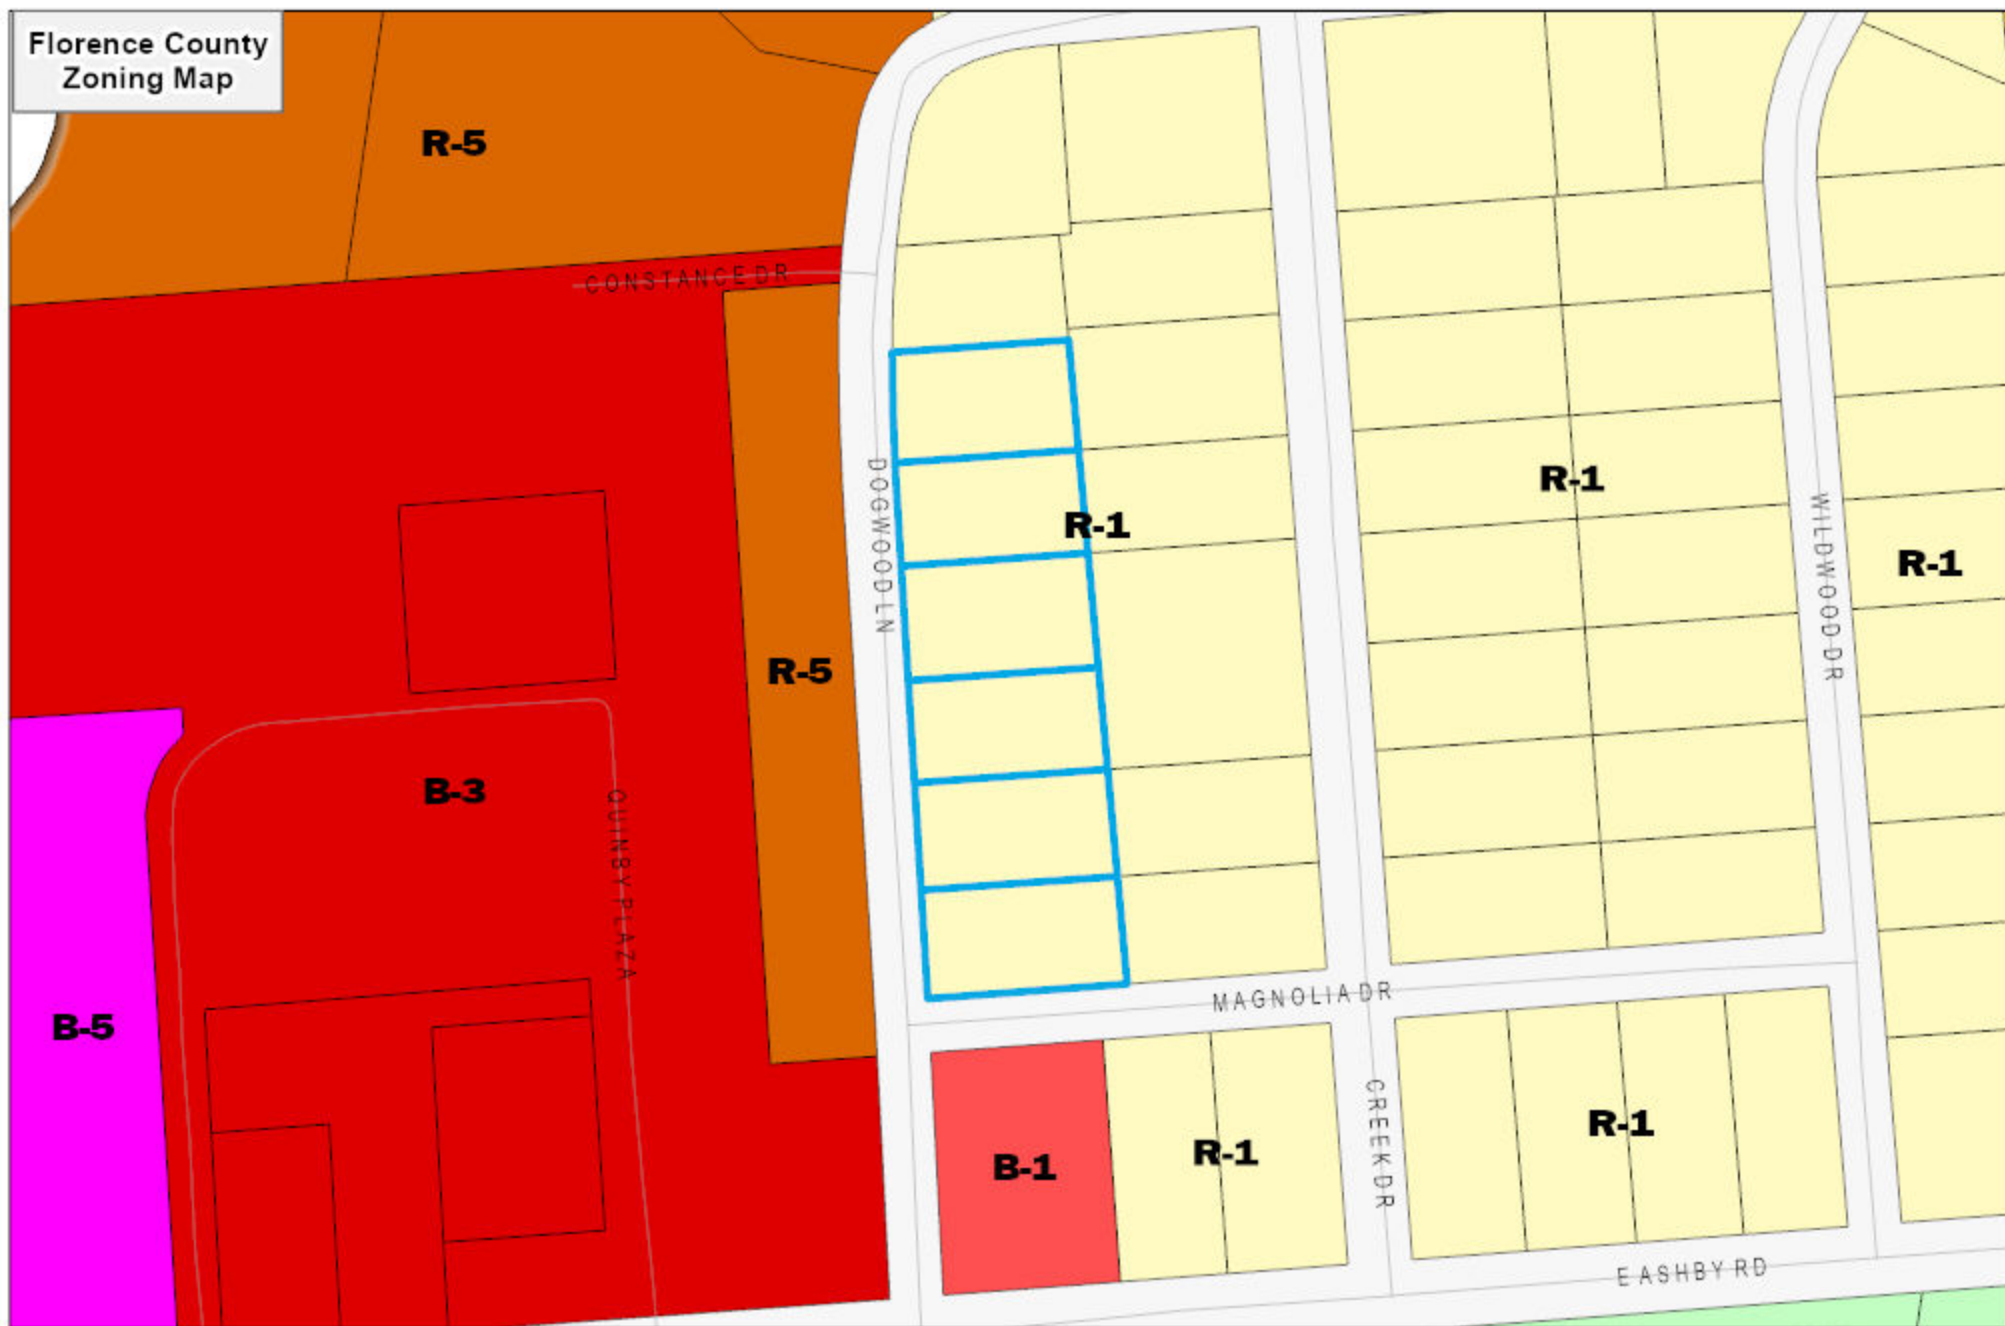 Florence County
Zoning Map
R-5
CONSTANCE DR
DOGWOOD LN
R-1
R-1
WILDWOOD DR
R-1
R-5
B-3
QUINBY PLAZA
B-5
MAGNOLIA DR
B-1
R-1
CREEK DR
R-1
E ASHBY RD